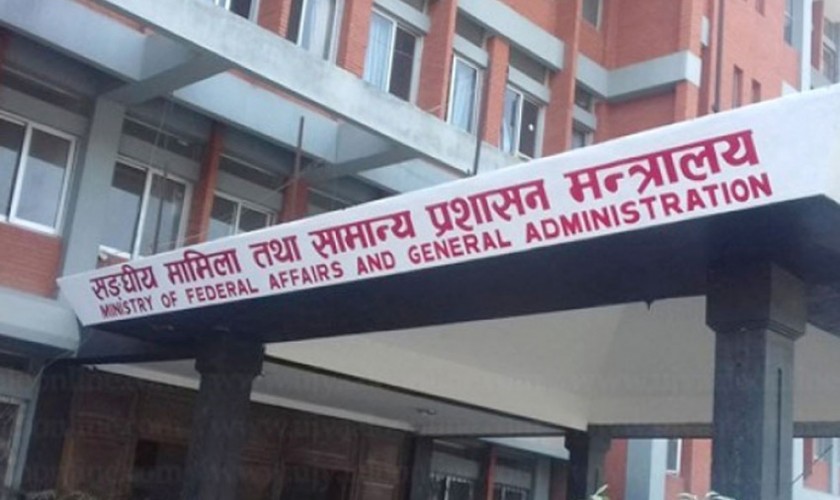 सङ्घीय मामिला तथा सामान्य प्रशासन मन्त्रालय
MINISTRY OF FEDERAL AFFAIRS AND GENERAL ADMINISTRATION